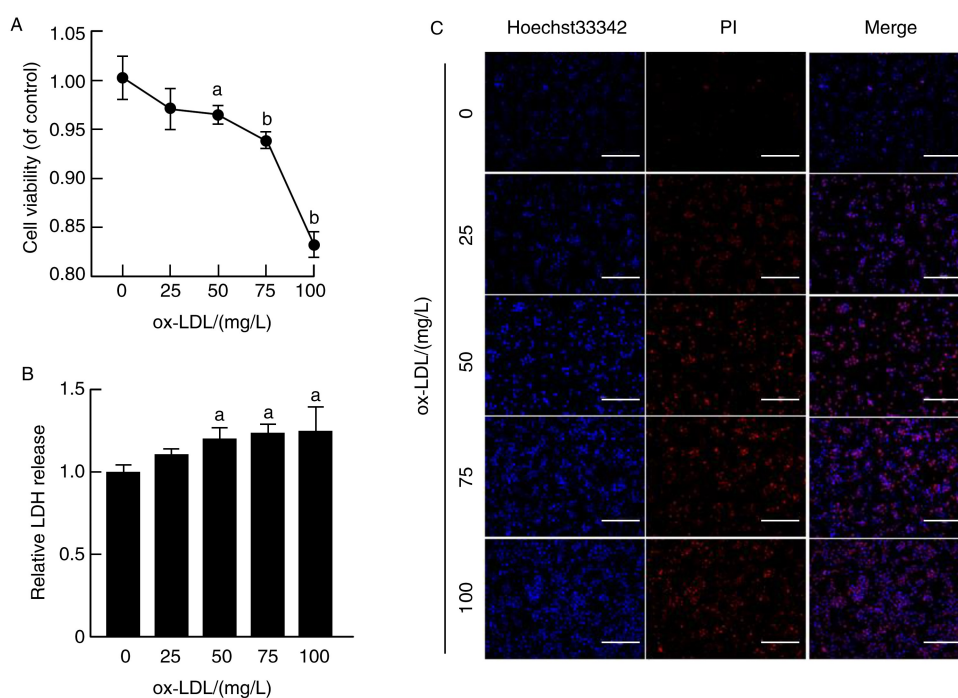 A
1.05
1.00
0.95
0.90
0.85
0.80
Cell viability (of control)
a
b
b
0 25 50 75 100
ox-LDL/(mg/L)
B
1.5
1.0
0.5
0
Relative LDH release
a a a
0 25 50 75 100
ox-LDL/(mg/L)
C
Hoechst33342 PI Merge
ox-LDL/(mg/L)
0
25
50
75
100